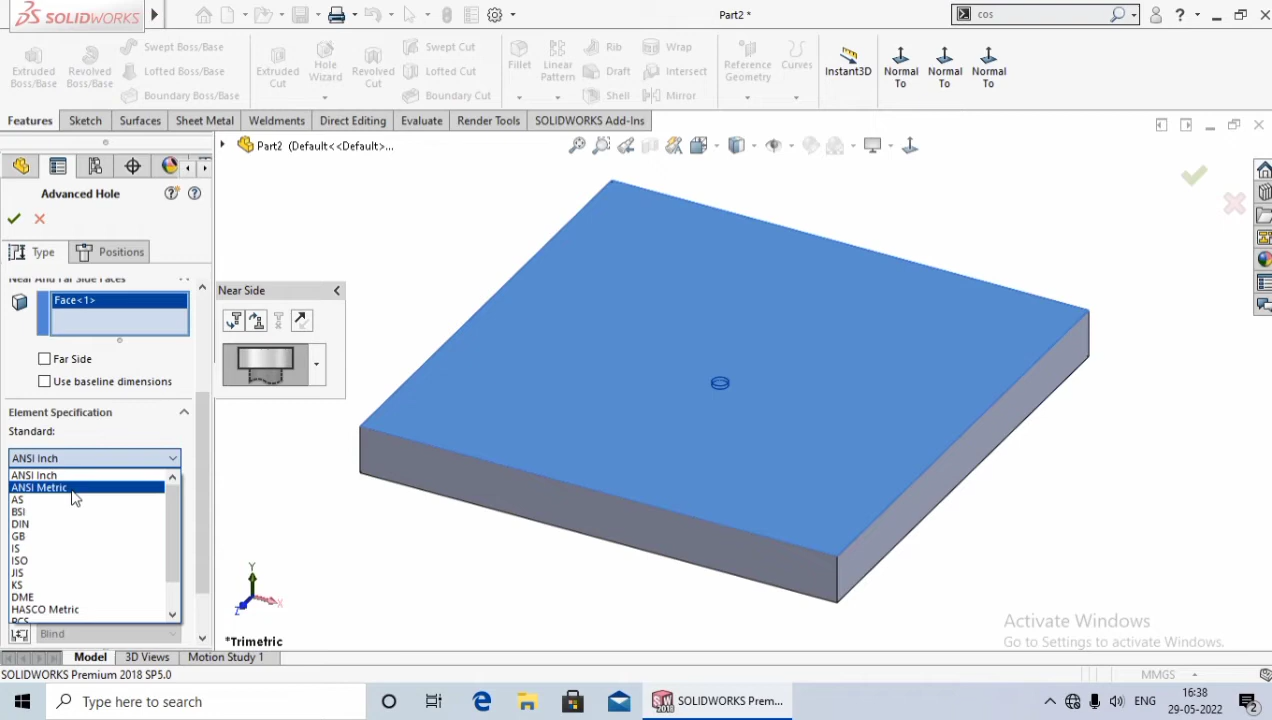 SOLIDWORKS
Part2 *
cos
Extruded Boss/Base
Revolved Boss/Base
Swept Boss/Base
Lofted Boss/Base
Boundary Boss/Base
Extruded Cut
Hole Wizard
Revolved Cut
Swept Cut
Lofted Cut
Boundary Cut
Fillet
Linear Pattern
Rib
Draft
Shell
Wrap
Intersect
Mirror
Reference Geometry
Curves
Instant3D
Normal To
Normal To
Normal To
Features
Sketch
Surfaces
Sheet Metal
Weldments
Direct Editing
Evaluate
Render Tools
SOLIDWORKS Add-Ins
Part2 (Default<<Default>...
Advanced Hole
Type
Positions
Near And Far Side Faces
Face<1>
Far Side
Use baseline dimensions
Element Specification
Standard:
ANSI Inch
ANSI Inch
ANSI Metric
AS
BSI
DIN
GB
IS
ISO
JIS
KS
DME
HASCO Metric
PCS
Blind
Near Side
Y
X
Z
*Trimetric
Activate Windows
Go to Settings to activate Windows.
Model
3D Views
Motion Study 1
SOLIDWORKS Premium 2018 SP5.0
MMGS
Type here to search
SOLIDWORKS Prem...
ENG
16:38
29-05-2022
2